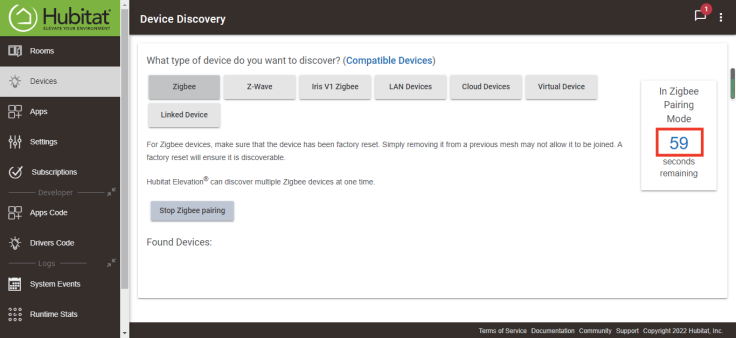 Hubitat®
ELEVATE YOUR ENVIRONMENT
Rooms
Devices
Apps
Settings
Subscriptions
Developer
Apps Code
Drivers Code
Logs
System Events
Runtime Stats
Device Discovery
1
What type of device do you want to discover? (Compatible Devices)
Zigbee
Z-Wave
Iris V1 Zigbee
LAN Devices
Cloud Devices
Virtual Device
Linked Device
For Zigbee devices, make sure that the device has been factory reset. Simply removing it from a previous mesh may not allow it to be joined. A
factory reset will ensure it is discoverable.
Hubitat Elevation® can discover multiple Zigbee devices at one time.
Stop Zigbee pairing
Found Devices:
In Zigbee
Pairing
Mode
59
seconds
remaining
Terms of Service Documentation Community Support Copyright 2022 Hubitat, Inc.